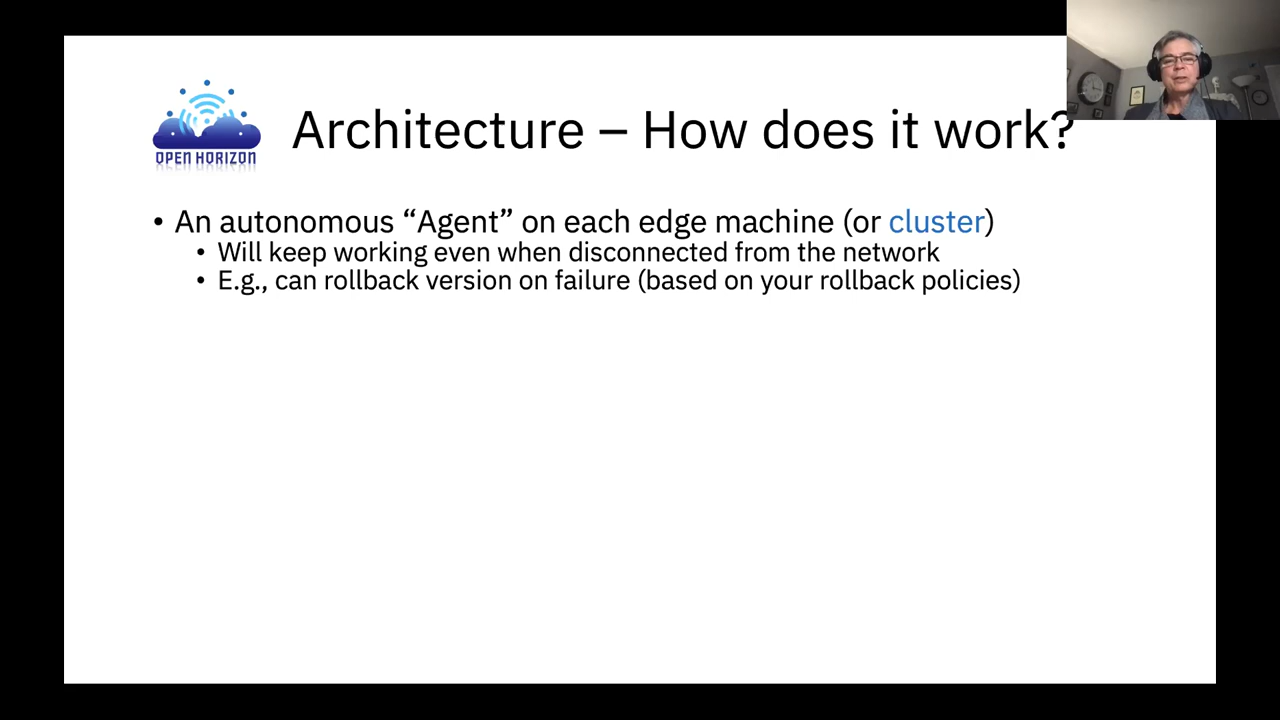 OPEN HORIZON
Architecture – How does it work?
• An autonomous “Agent” on each edge machine (or cluster)
• Will keep working even when disconnected from the network
• E.g., can rollback version on failure (based on your rollback policies)